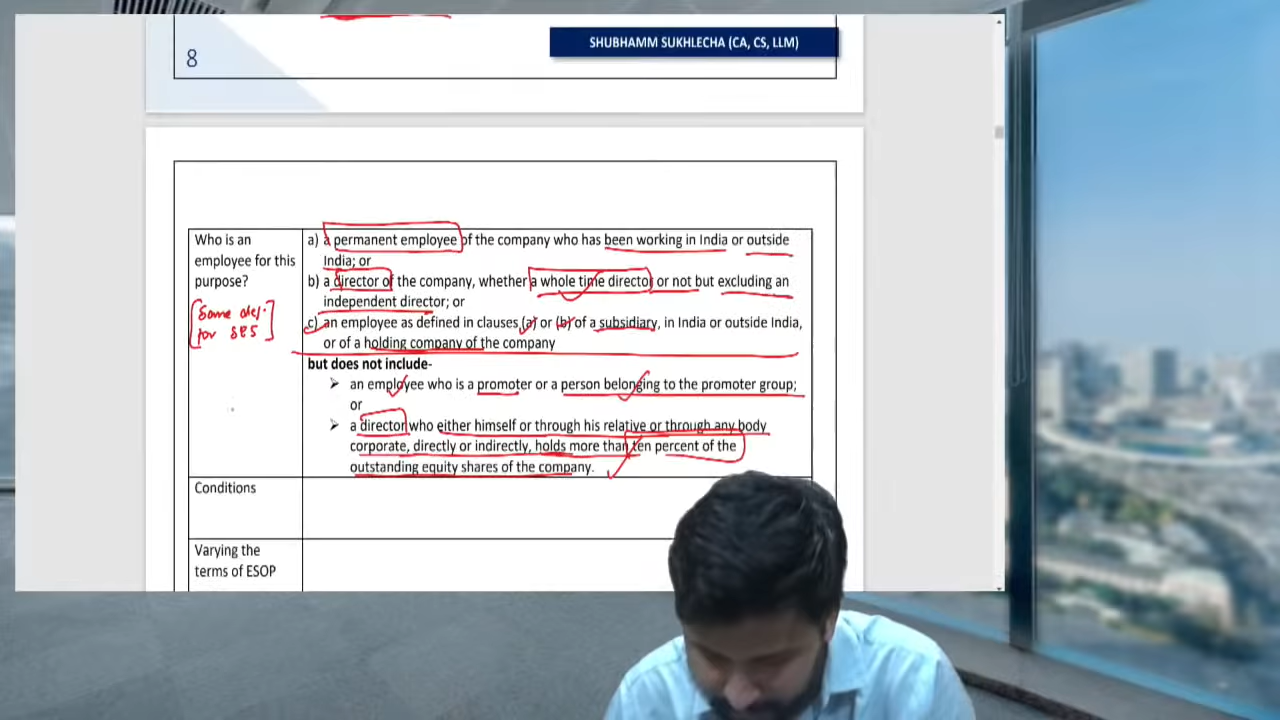 8
SHUBHAMM SUKHLECHA (CA, CS, LLM)
Who is an
employee for this
purpose?
[Same def.
for SES]
a) a permanent employee of the company who has been working in India or outside
India; or
b) a director of the company, whether a whole time director or not but excluding an
independent director; or
c) an employee as defined in clauses (a) or (b) of a subsidiary, in India or outside India,
or of a holding company of the company
but does not include-
➢ an employee who is a promoter or a person belonging to the promoter group;
or
➢ a director who either himself or through his relative or through any body
corporate, directly or indirectly, holds more than ten percent of the
outstanding equity shares of the company.
Conditions
Varying the
terms of ESOP